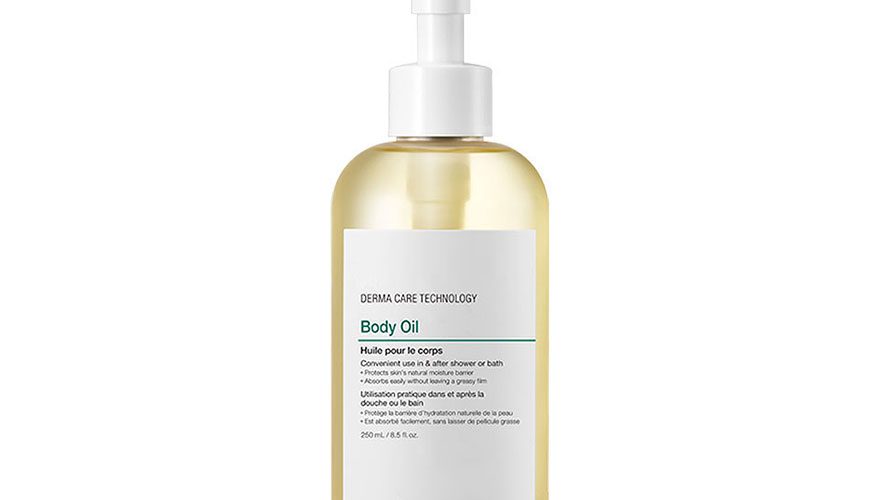 DERMA CARE TECHNOLOGY
Body Oil
Huile pour le corps
Convenient use in & after shower or bath
• Protects skin's natural moisture barrier
• Absorbs easily without leaving a greasy film
Utilisation pratique dans et après la
douche ou le bain
• Protège la barrière d'hydratation naturelle de la peau
• Est absorbé facilement, sans laisser de pellicule grasse
250 mL / 8.5 fl. oz.